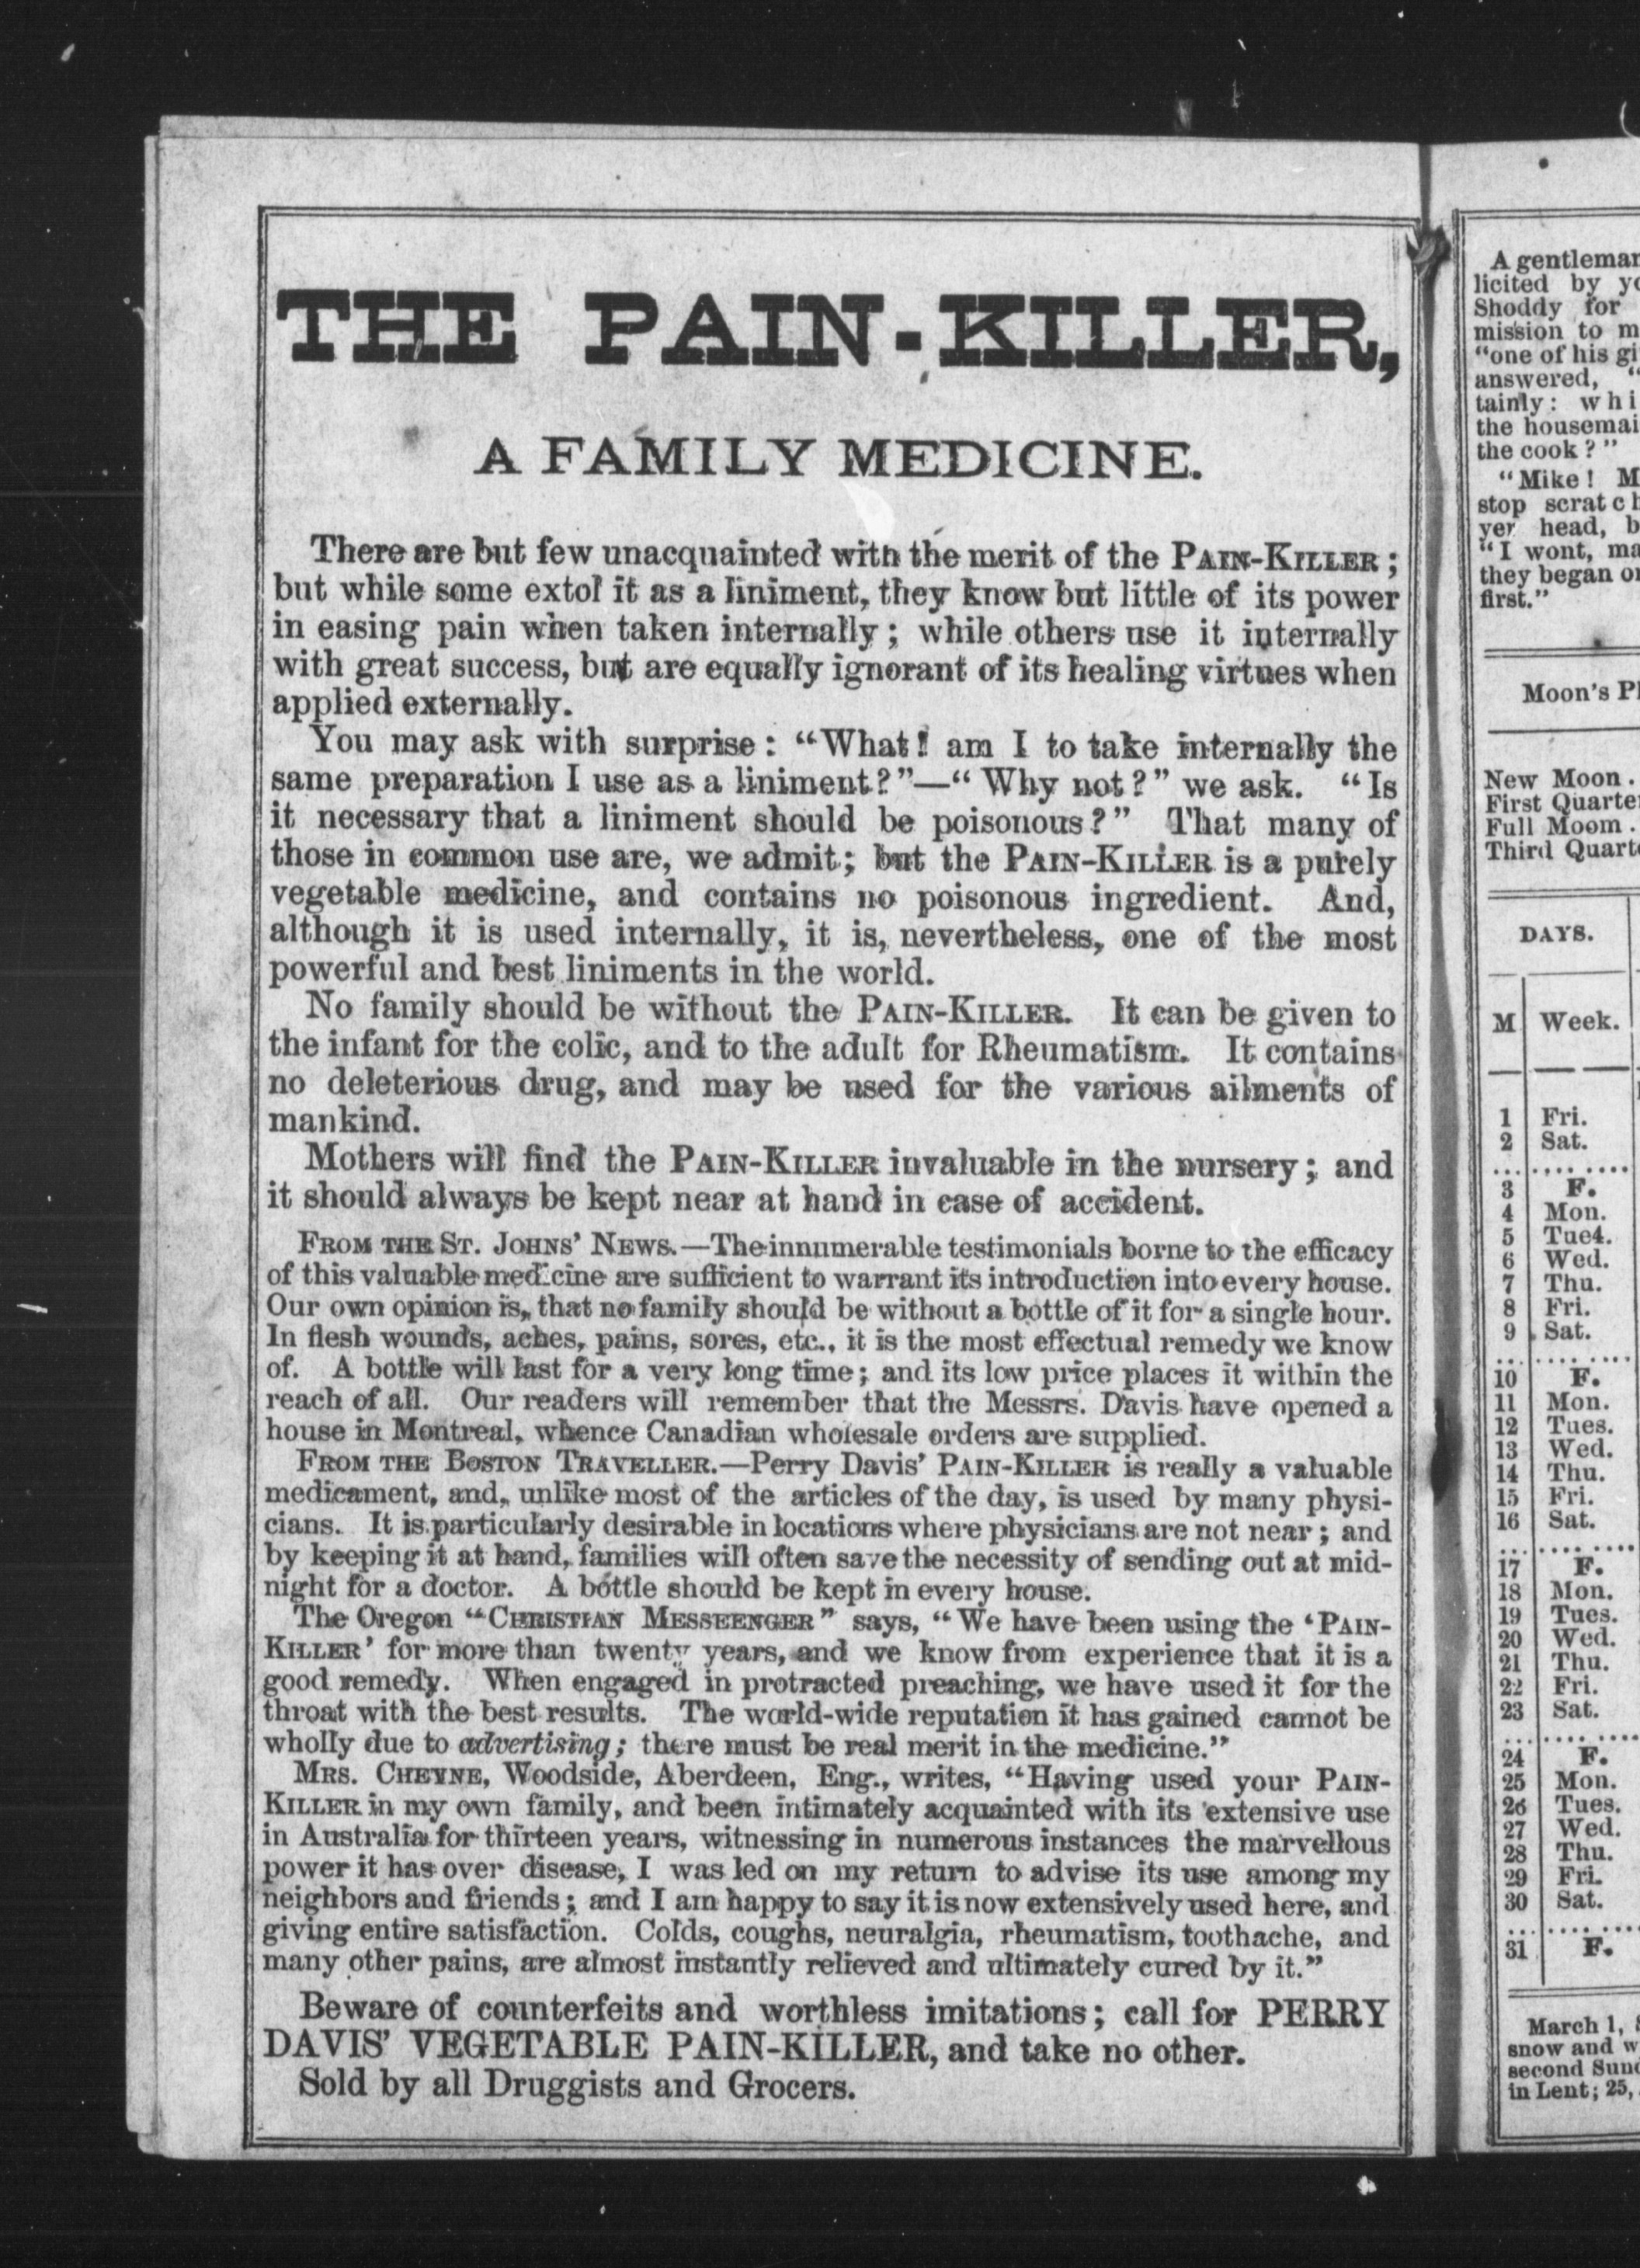 THE PAIN-KILLER,
A FAMILY MEDICINE.
There are but few unacquainted with the merit of the PAIN-KILLER;
but while some extol it as a liniment, they know but little of its power
in easing pain when taken internally; while others use it internally
with great success, but are equally ignorant of its healing virtues when
applied externally.
You may ask with surprise: “What! am I to take internally the
same preparation I use as a liniment?”—“Why not?” we ask. “Is
it necessary that a liniment should be poisonous?” That many of
those in common use are, we admit; but the PAIN-KILLER is a purely
vegetable medicine, and contains no poisonous ingredient. And,
although it is used internally, it is, nevertheless, one of the most
powerful and best liniments in the world.
No family should be without the PAIN-KILLER. It can be given to
the infant for the colic, and to the adult for Rheumatism. It contains
no deleterious drug, and may be used for the various ailments of
mankind.
Mothers will find the PAIN-KILLER invaluable in the nursery; and
it should always be kept near at hand in case of accident.
FROM THE ST. JOHNS’ NEWS.—The innumerable testimonials borne to the efficacy
of this valuable medicine are sufficient to warrant its introduction into every house.
Our own opinion is, that no family should be without a bottle of it for a single hour.
In flesh wounds, aches, pains, sores, etc., it is the most effectual remedy we know
of. A bottle will last for a very long time; and its low price places it within the
reach of all. Our readers will remember that the Messrs. Davis have opened a
house in Montreal, whence Canadian wholesale orders are supplied.
FROM THE BOSTON TRAVELLER.—Perry Davis’ PAIN-KILLER is really a valuable
medicament, and, unlike most of the articles of the day, is used by many physi-
cians. It is particularly desirable in locations where physicians are not near; and
by keeping it at hand, families will often save the necessity of sending out at mid-
night for a doctor. A bottle should be kept in every house.
The Oregon “CHRISTIAN MESSEENGER” says, “We have been using the ‘PAIN-
KILLER’ for more than twenty years, and we know from experience that it is a
good remedy. When engaged in protracted preaching, we have used it for the
throat with the best results. The world-wide reputation it has gained cannot be
wholly due to advertising; there must be real merit in the medicine.”
MRS. CHEYNE, Woodside, Aberdeen, Eng., writes, “Having used your PAIN-
KILLER in my own family, and been intimately acquainted with its extensive use
in Australia for thirteen years, witnessing in numerous instances the marvellous
power it has over disease, I was led on my return to advise its use among my
neighbors and friends; and I am happy to say it is now extensively used here, and
giving entire satisfaction. Colds, coughs, neuralgia, rheumatism, toothache, and
many other pains, are almost instantly relieved and ultimately cured by it.”
Beware of counterfeits and worthless imitations; call for PERRY
DAVIS’ VEGETABLE PAIN-KILLER, and take no other.
Sold by all Druggists and Grocers.
A gentleman
licited by
Shoddy for
mission to
“one of his
answered, “
tainly:
the
the cook?”
“Mike!
stop scratch
yer head,
“I wont,
they began
first.”
Moon’s
New Moon.
First Quarter
Full Moom.
Third
DAYS.
M Week.
1 Fri.
2 Sat.
3 F.
4 Mon.
5 Tue4.
6 Wed.
7 Thu.
8 Fri.
9 Sat.
10 F.
11 Mon.
12 Tues.
13 Wed.
14 Thu.
15 Fri.
16 Sat.
17 F.
18 Mon.
19 Tues.
20 Wed.
21 Thu.
22 Fri.
23 Sat.
24 F.
25 Mon.
26 Tues.
27 Wed.
28 Thu.
29 Fri.
30 Sat.
31 F.
March 1,
snow and
second
in Lent; 25,